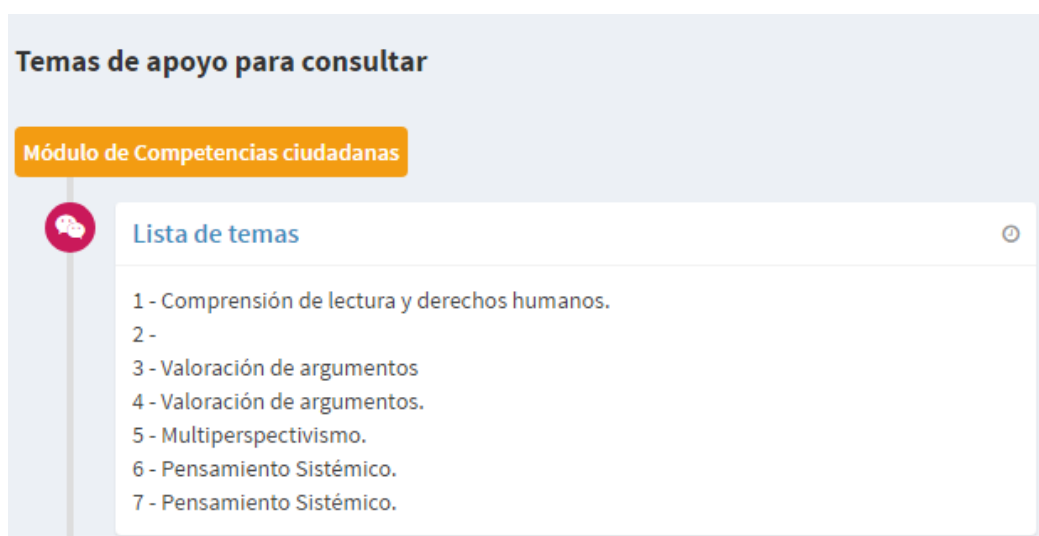 Temas de apoyo para consultar
Módulo de Competencias ciudadanas
Lista de temas
1 - Comprensión de lectura y derechos humanos.
2 -
3 - Valoración de argumentos
4 - Valoración de argumentos.
5 - Multiperspectivismo.
6 - Pensamiento Sistémico.
7 - Pensamiento Sistémico.